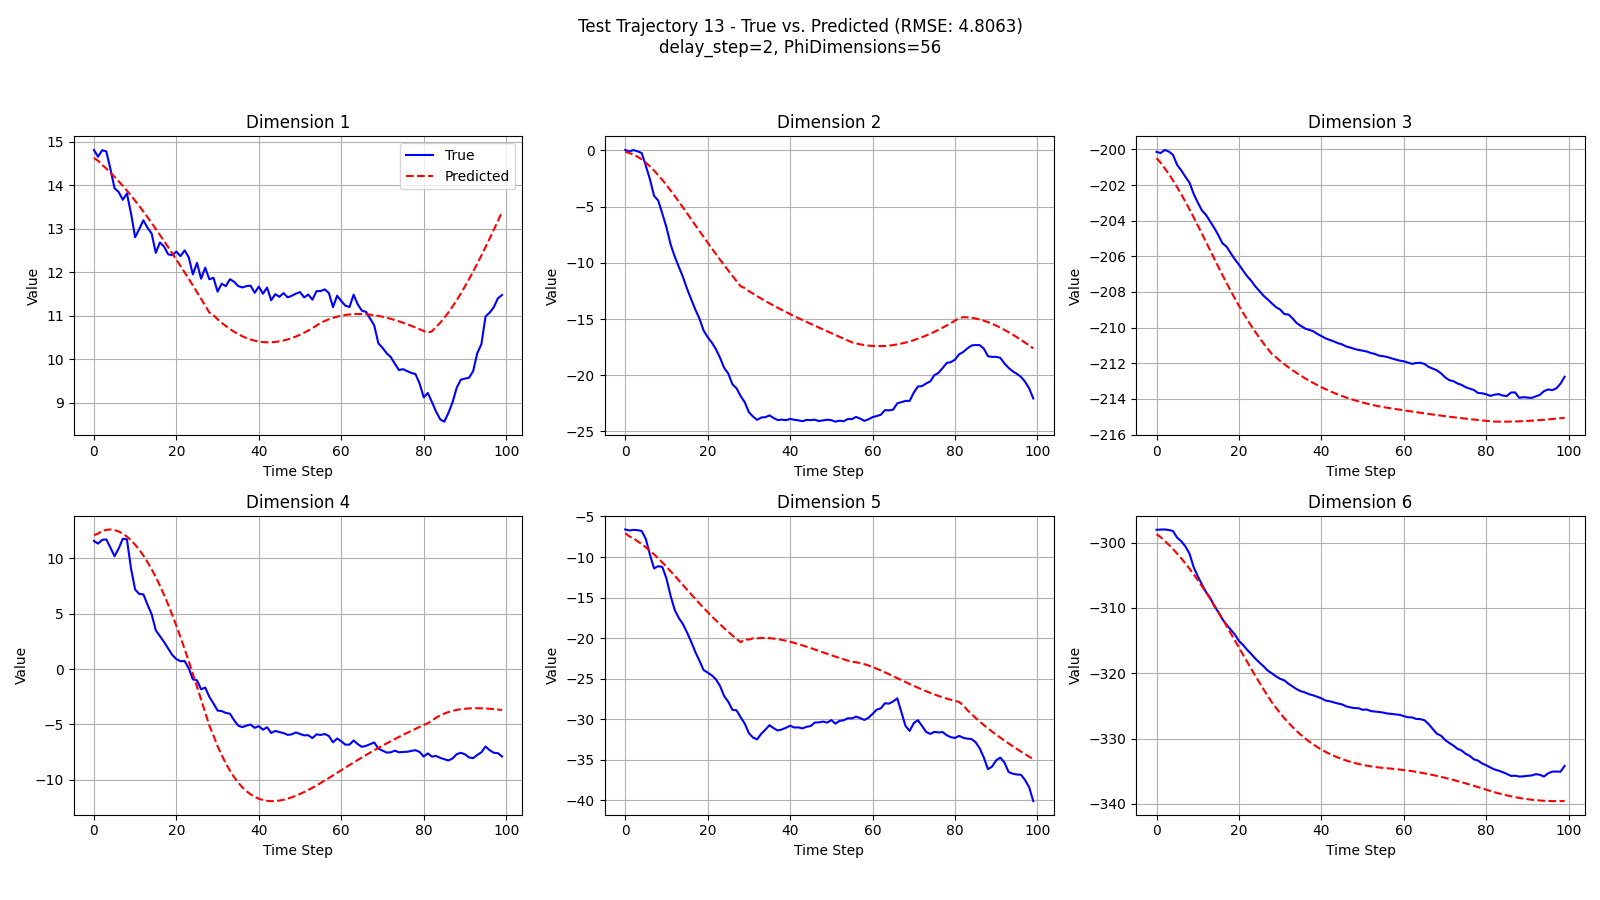 Test Trajectory 13 - True vs. Predicted (RMSE: 4.8063)
delay_step=2, PhiDimensions=56
Dimension 1
Value
15
14
13
12
11
10
9
0 20 40 60 80 100
Time Step
True
Predicted
Dimension 2
Value
0
−5
−10
−15
−20
−25
0 20 40 60 80 100
Time Step
Dimension 3
Value
−200
−202
−204
−206
−208
−210
−212
−214
−216
0 20 40 60 80 100
Time Step
Dimension 4
Value
10
5
0
−5
−10
0 20 40 60 80 100
Time Step
Dimension 5
Value
−5
−10
−15
−20
−25
−30
−35
−40
0 20 40 60 80 100
Time Step
Dimension 6
Value
−300
−310
−320
−330
−340
0 20 40 60 80 100
Time Step